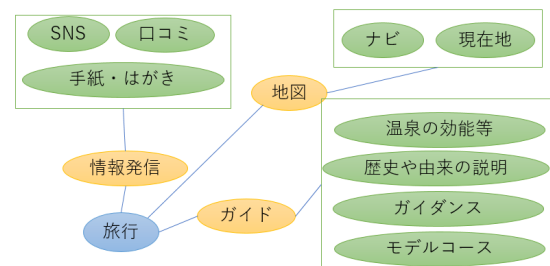 SNS
口コミ
手紙・はがき
ナビ
現在地
地図
温泉の効能等
歴史や由来の説明
ガイダンス
モデルコース
情報発信
ガイド
旅行